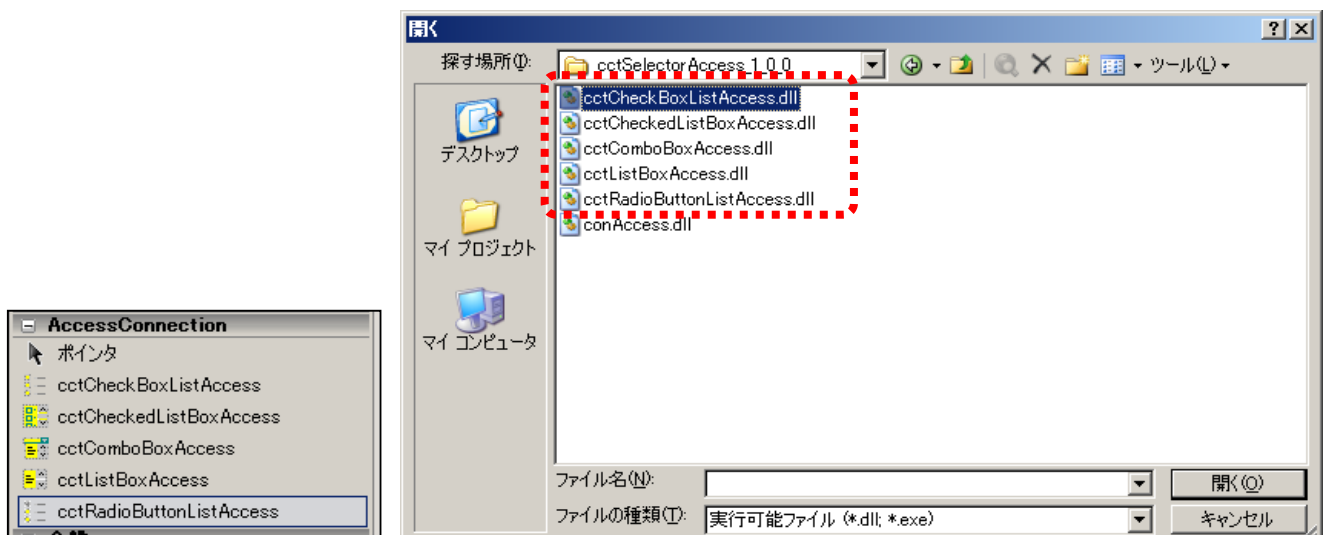 開く
探す場所(I):
cctSelectorAccess_1_0_0
ツール(L)
cctCheckBoxListAccess.dll
cctCheckedListBoxAccess.dll
cctComboBoxAccess.dll
cctListBoxAccess.dll
cctRadioButtonListAccess.dll
conAccess.dll
デスクトップ
マイ プロジェクト
マイ コンピュータ
ファイル名(N):
開く(O)
ファイルの種類(T):
実行可能ファイル (*.dll; *.exe)
キャンセル
AccessConnection
ポインタ
cctCheckBoxListAccess
cctCheckedListBoxAccess
cctComboBoxAccess
cctListBoxAccess
cctRadioButtonListAccess